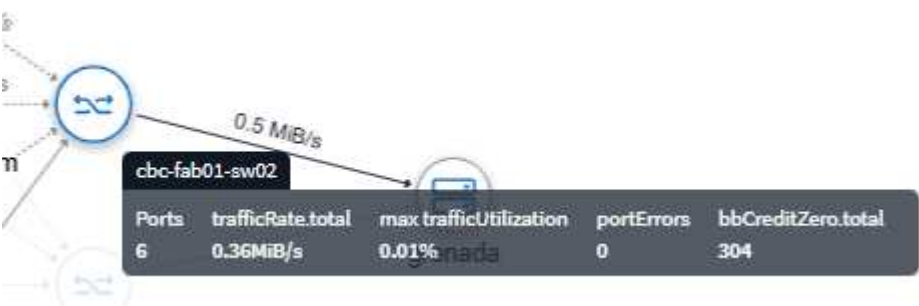 0.5 MiB/s
cbc-fab01-sw02
Ports trafficRate.total max trafficUtilization portErrors bbCreditZero.total
6 0.36MiB/s 0.01% 0 304